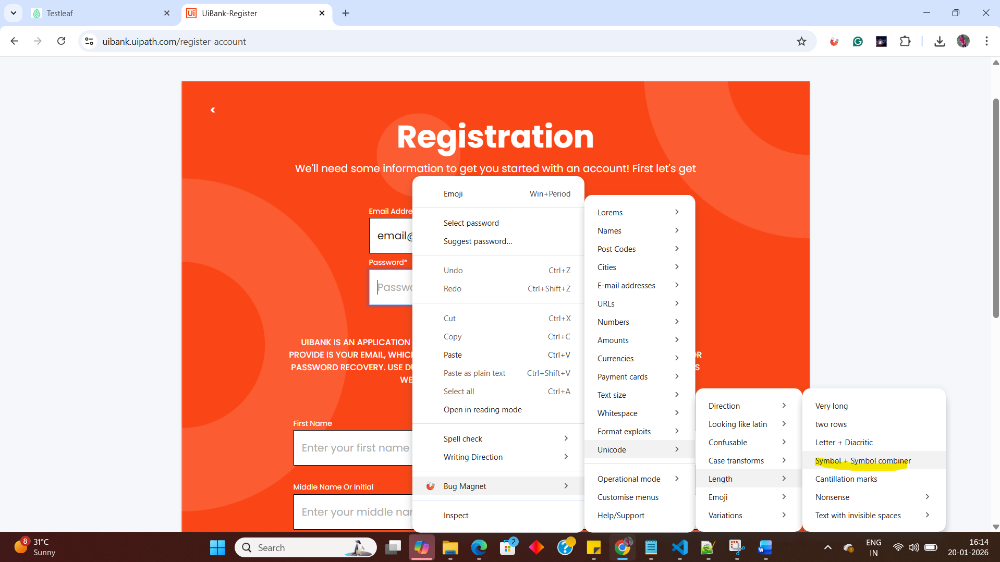 Testleaf
UiBank-Register
uibank.uipath.com/register-account
Registration
We'll need some information to get you started with an account! First let's get
Email Addre
email@
Password*
Passwo
UIBANK IS AN APPLICATION
PROVIDE IS YOUR EMAIL, WHICH
OR
PASSWORD RECOVERY. USE DU
S
WE
First Name
Enter your first name
Middle Name Or Initial
Enter your middle nar
Emoji Win+Period
Select password
Suggest password...
Undo Ctrl+Z
Redo Ctrl+Shift+Z
Cut Ctrl+X
Copy Ctrl+C
Paste Ctrl+V
Paste as plain text Ctrl+Shift+V
Select all Ctrl+A
Open in reading mode
Spell check
Writing Direction
Bug Magnet
Inspect
Lorems
Names
Post Codes
Cities
E-mail addresses
URLs
Numbers
Amounts
Currencies
Payment cards
Text size
Whitespace
Format exploits
Unicode
Operational mode
Customise menus
Help/Support
Direction
Looking like latin
Confusable
Case transforms
Length
Emoji
Variations
Very long
two rows
Letter + Diacritic
Symbol + Symbol combiner
Cantillation marks
Nonsense
Text with invisible spaces
8
31°C
Sunny
Search
2
ENG
IN
16:14
20-01-2026